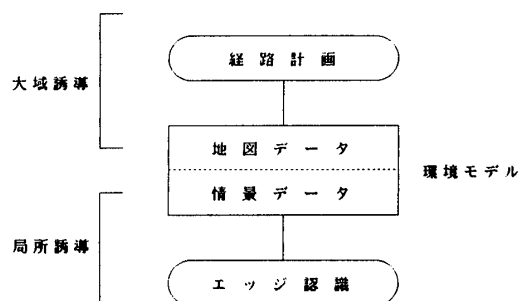 経路計画
大域誘導
地図データ
環境モデル
情景データ
局所誘導
エッジ認識